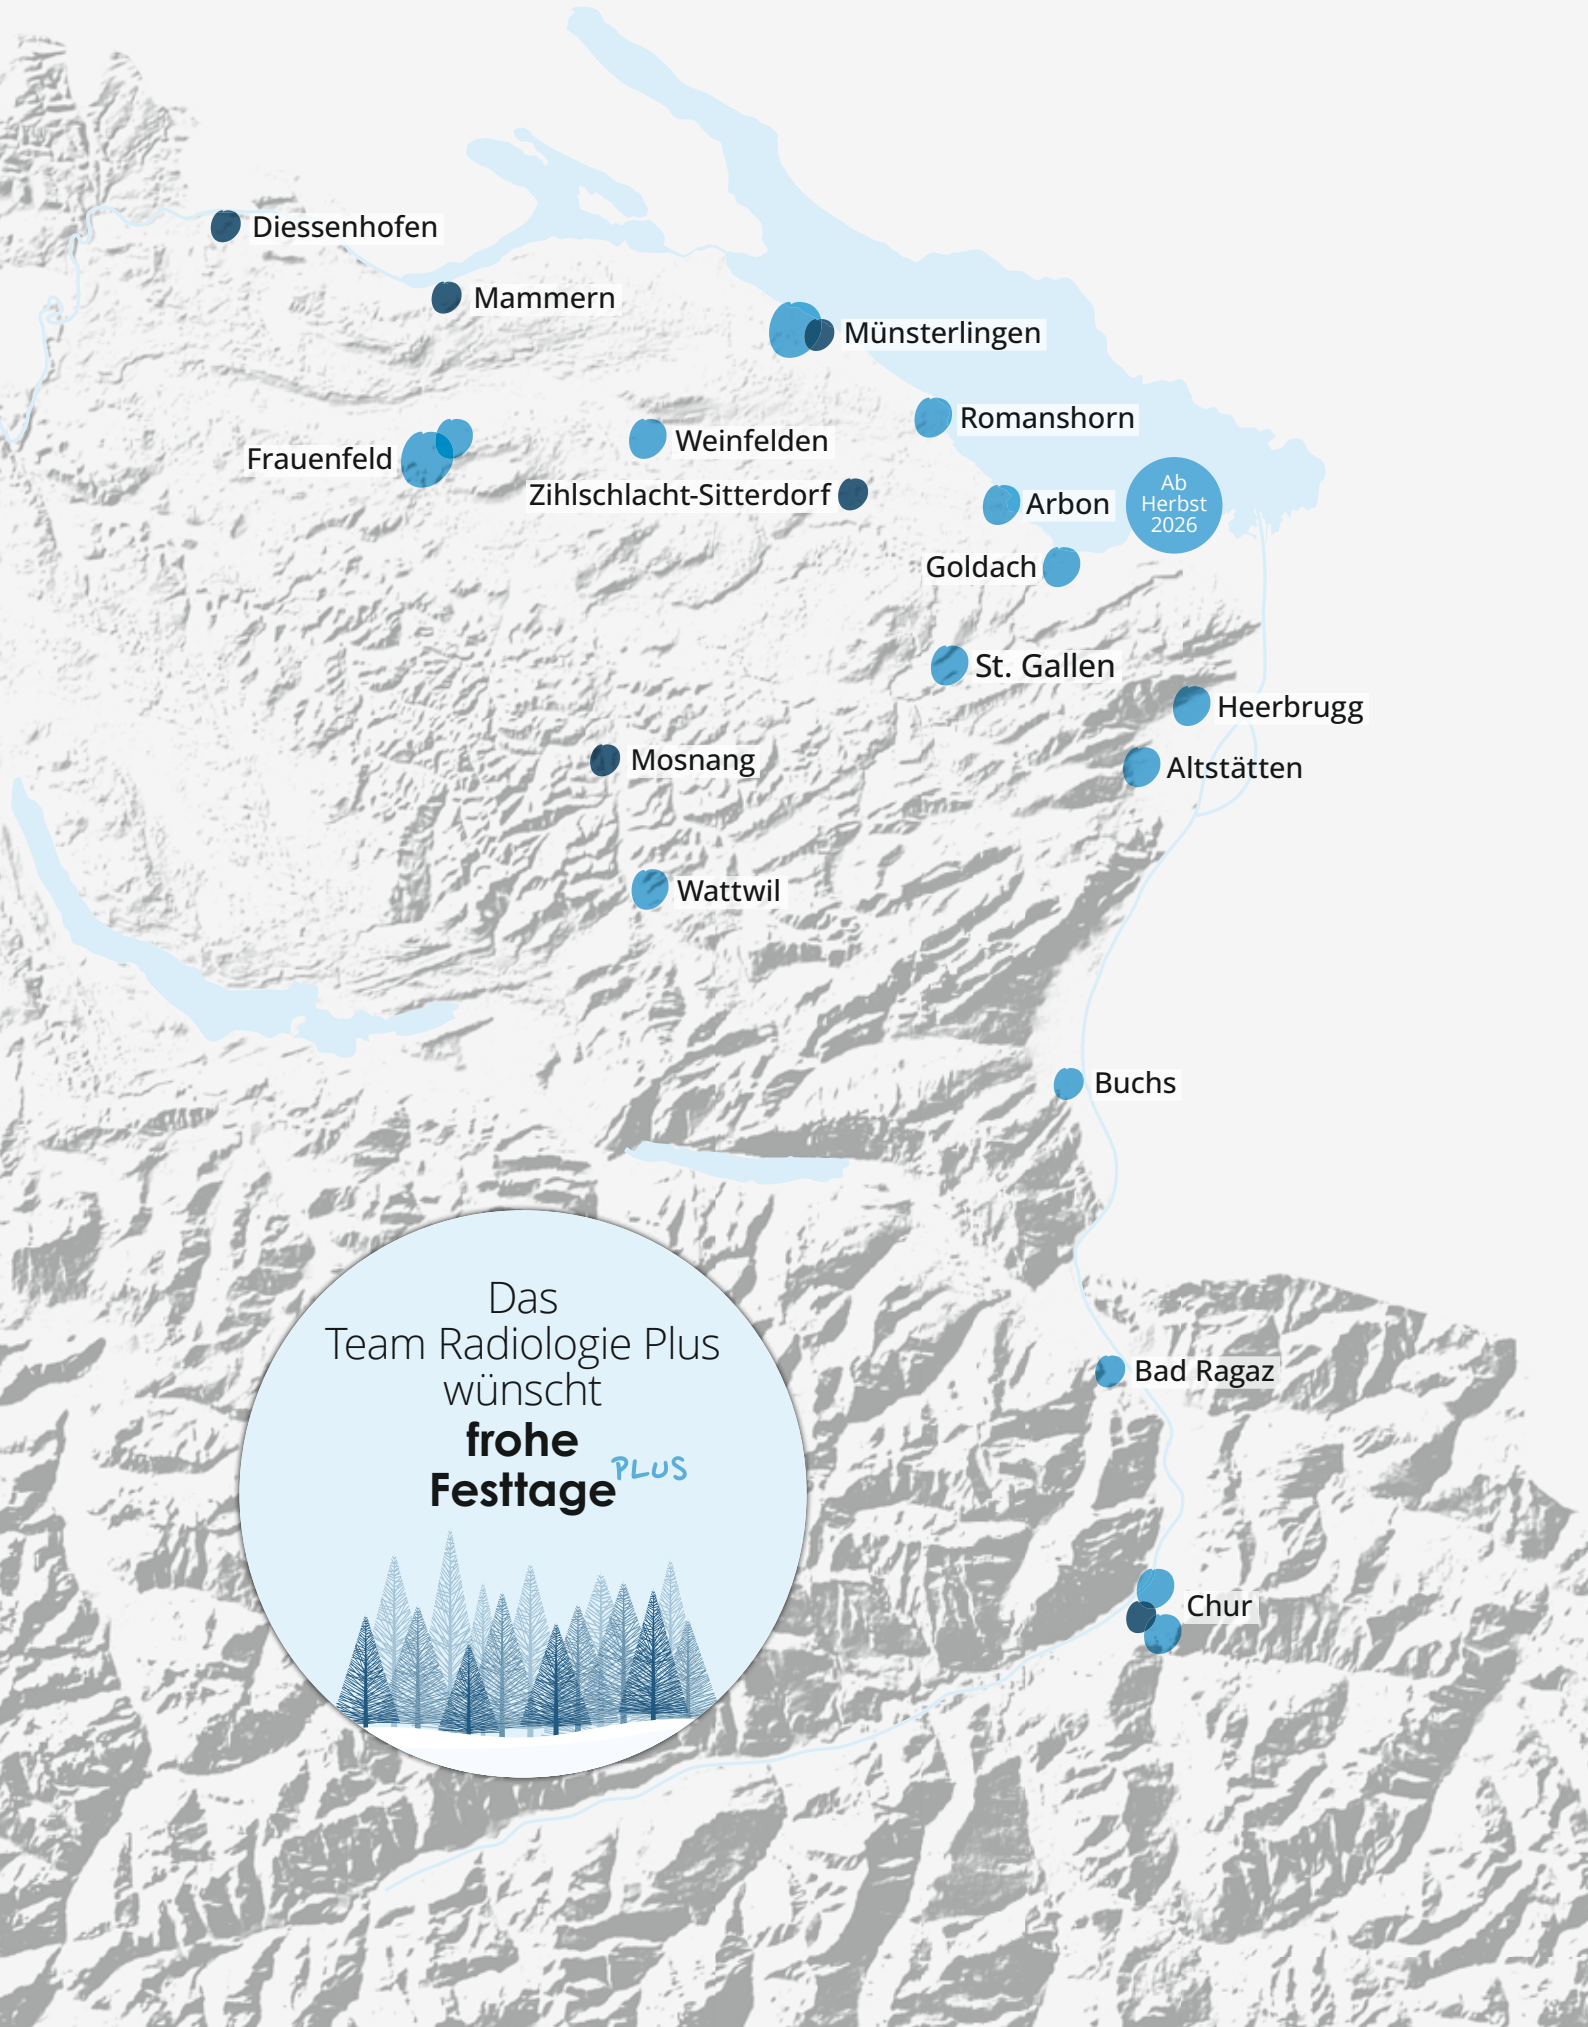 Diessenhofen
Mammern
Münsterlingen
Romanshorn
Weinfelden
Frauenfeld
Zihlschlacht-Sitterdorf
Arbon
Ab
Herbst
2026
Goldach
St. Gallen
Heerbrugg
Mosnang
Altstätten
Wattwil
Buchs
Das
Team Radiologie Plus
wünscht
frohe
Festtage PLUS
Bad Ragaz
Chur